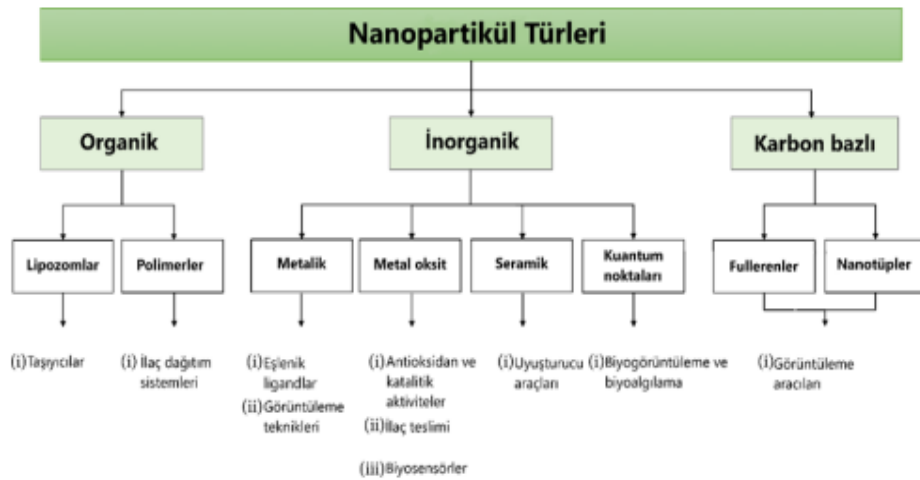 Nanopartikül Türleri
Organik
İnorganik
Karbon bazlı
Lipozomlar
Polimerler
Metalik
Metal oksit
Seramik
Kuantum
noktaları
Fullerenler
Nanotüpler
(i) Taşıyıcılar
(i) İlaç dağıtım
sistemleri
(i) Eşlenik
ligandlar
(ii) Görüntüleme
teknikleri
(i) Antioksidan ve
katalitik
aktiviteler
(ii) İlaç teslimi
(iii) Biyosensörler
(i) Uyuşturucu
araçları
(i) Biyogörüntüleme ve
biyoalgılama
(i) Görüntüleme
aracıları